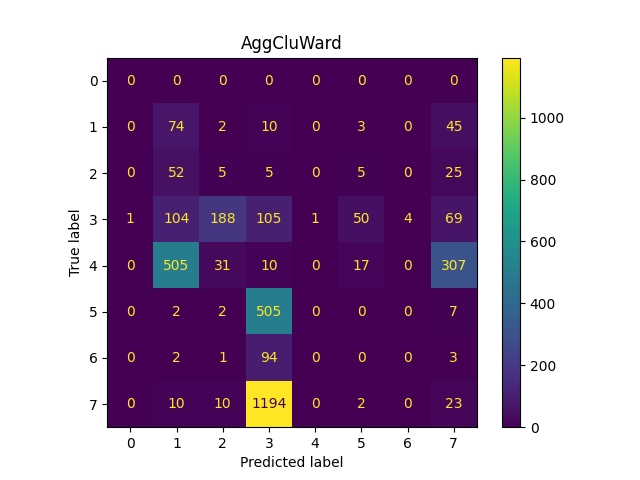 AggCluWard
0 0 0 0 0 0 0 0 0
1 0 74 2 10 0 3 0 45
2 0 52 5 5 0 5 0 25
3 1 104 188 105 1 50 4 69
4 0 505 31 10 0 17 0 307
5 0 2 2 505 0 0 0 7
6 0 2 1 94 0 0 0 3
7 0 10 10 1194 0 2 0 23
0 1 2 3 4 5 6 7
Predicted label
True label
1000
800
600
400
200
0